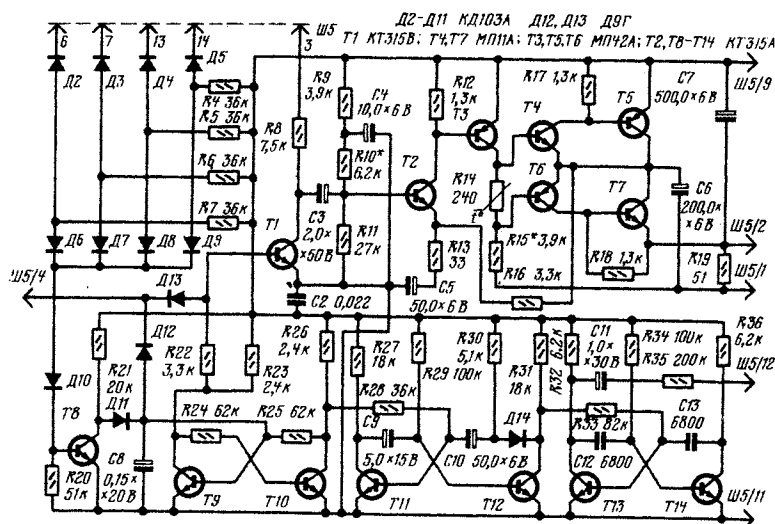 Д2-Д11 КД103А Д12, Д13 Д9Г
Т1 КТ315В; Т4,Т7 МП11А; Т3,Т5,Т6 МП42А; Т2,Т8-Т14 КТ315А
Ш5
6 7 13 14 3
Д2 Д3 Д4 Д5
R4 36к
R5 36к
R6 36к
R7 36к
R8
7,5к
R9
3,9к
C4
10,0×6В
R10*
6,2к
R11
27к
R12
1,3к
Т3
R17 1,3к
Т4
Т5
C7
500,0×6В
Ш5/9
Т2
R14
240
t°
Т6
Т7
C6
200,0×
×6В
Т1
C3
2,0×
×60В
Д6 Д7 Д8 Д9
R13
33
R15* 3,9к
R18 1,3к
R16 3,3к
R19
51
Ш5/2
Ш5/1
Ш5/4
Д13
C2 0,022
C5
50,0×6В
Д12
R21
20к
R22
3,3к
R23
2,4к
R26
2,4к
R27
18к
R28 36к
R29 100к
R30
5,1к
R31
18к
R32 6,2к
C11
1,0×
×30В
R34 100к
R35 200к
R36
6,2к
Ш5/12
Д10
Т8
Д11
R24 62к
R25 62к
C9
5,0×15В
C10
50,0×6В
Д14
R33 82к
C13
6800
C12 6800
R20
51к
C8
0,15×
×20В
Т9 Т10 Т11 Т12 Т13 Т14
Ш5/11